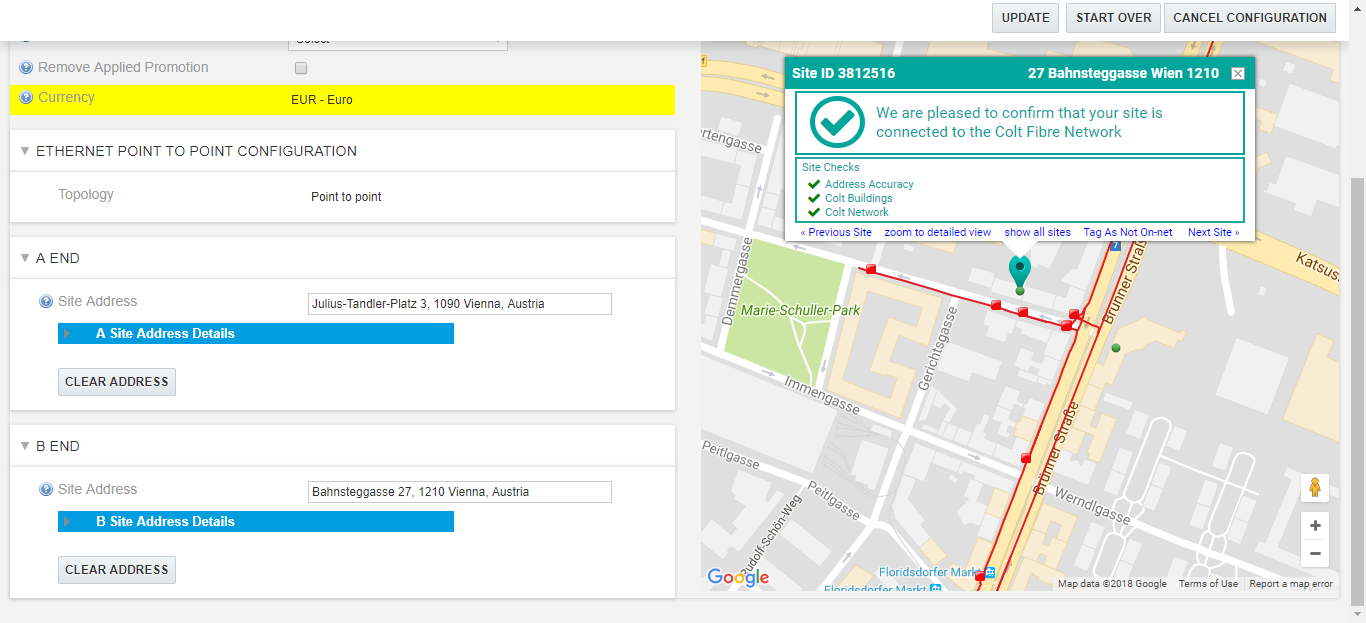 UPDATE
START OVER
CANCEL CONFIGURATION
Select
Remove Applied Promotion
Currency
EUR - Euro
ETHERNET POINT TO POINT CONFIGURATION
Topology
Point to point
A END
Site Address
Julius-Tandler-Platz 3, 1090 Vienna, Austria
A Site Address Details
CLEAR ADDRESS
B END
Site Address
Bahnsteggasse 27, 1210 Vienna, Austria
B Site Address Details
CLEAR ADDRESS
Site ID 3812516
27 Bahnsteggasse Wien 1210
We are pleased to confirm that your site is
connected to the Colt Fibre Network
Site Checks
Address Accuracy
Colt Buildings
Colt Network
« Previous Site
zoom to detailed view
show all sites
Tag As Not On-net
Next Site »
rtengasse
7
Katsus
Demmergasse
Marie-Schuller-Park
Gerichtsgasse
Brünner Straß
Immengasse
Brünner Straße
Peitlgasse
Peitlgasse
Rudolf-Schön-Weg
Werndlgasse
Floridsdorfer Markt
Floridsdorfer Markt
Google
Map data ©2018 Google
Terms of Use
Report a map error